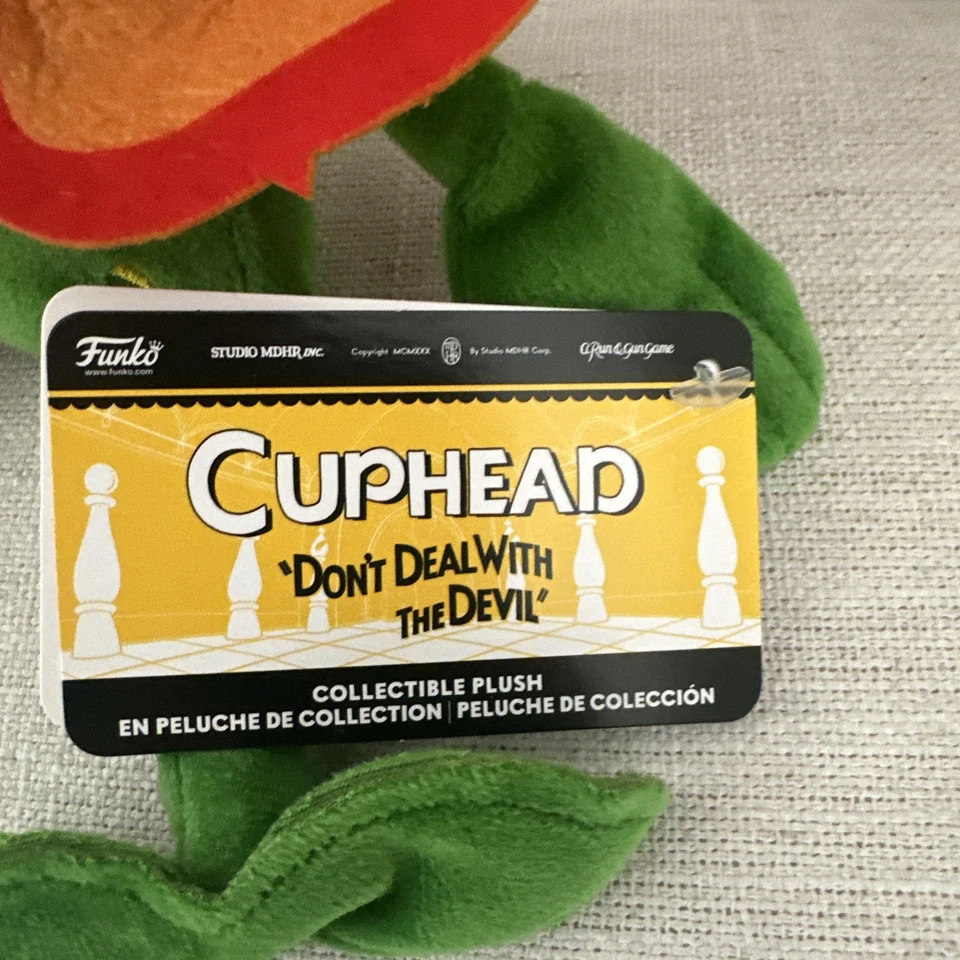 Funko
www.funko.com
STUDIO MDHR INC.
Copyright MCMXXX
By Studio MDHR Corp.
A Run & Gun Game
CUPHEAD
"DON'T DEAL WITH
THE DEVIL"
COLLECTIBLE PLUSH
EN PELUCHE DE COLLECTION | PELUCHE DE COLECCIÓN